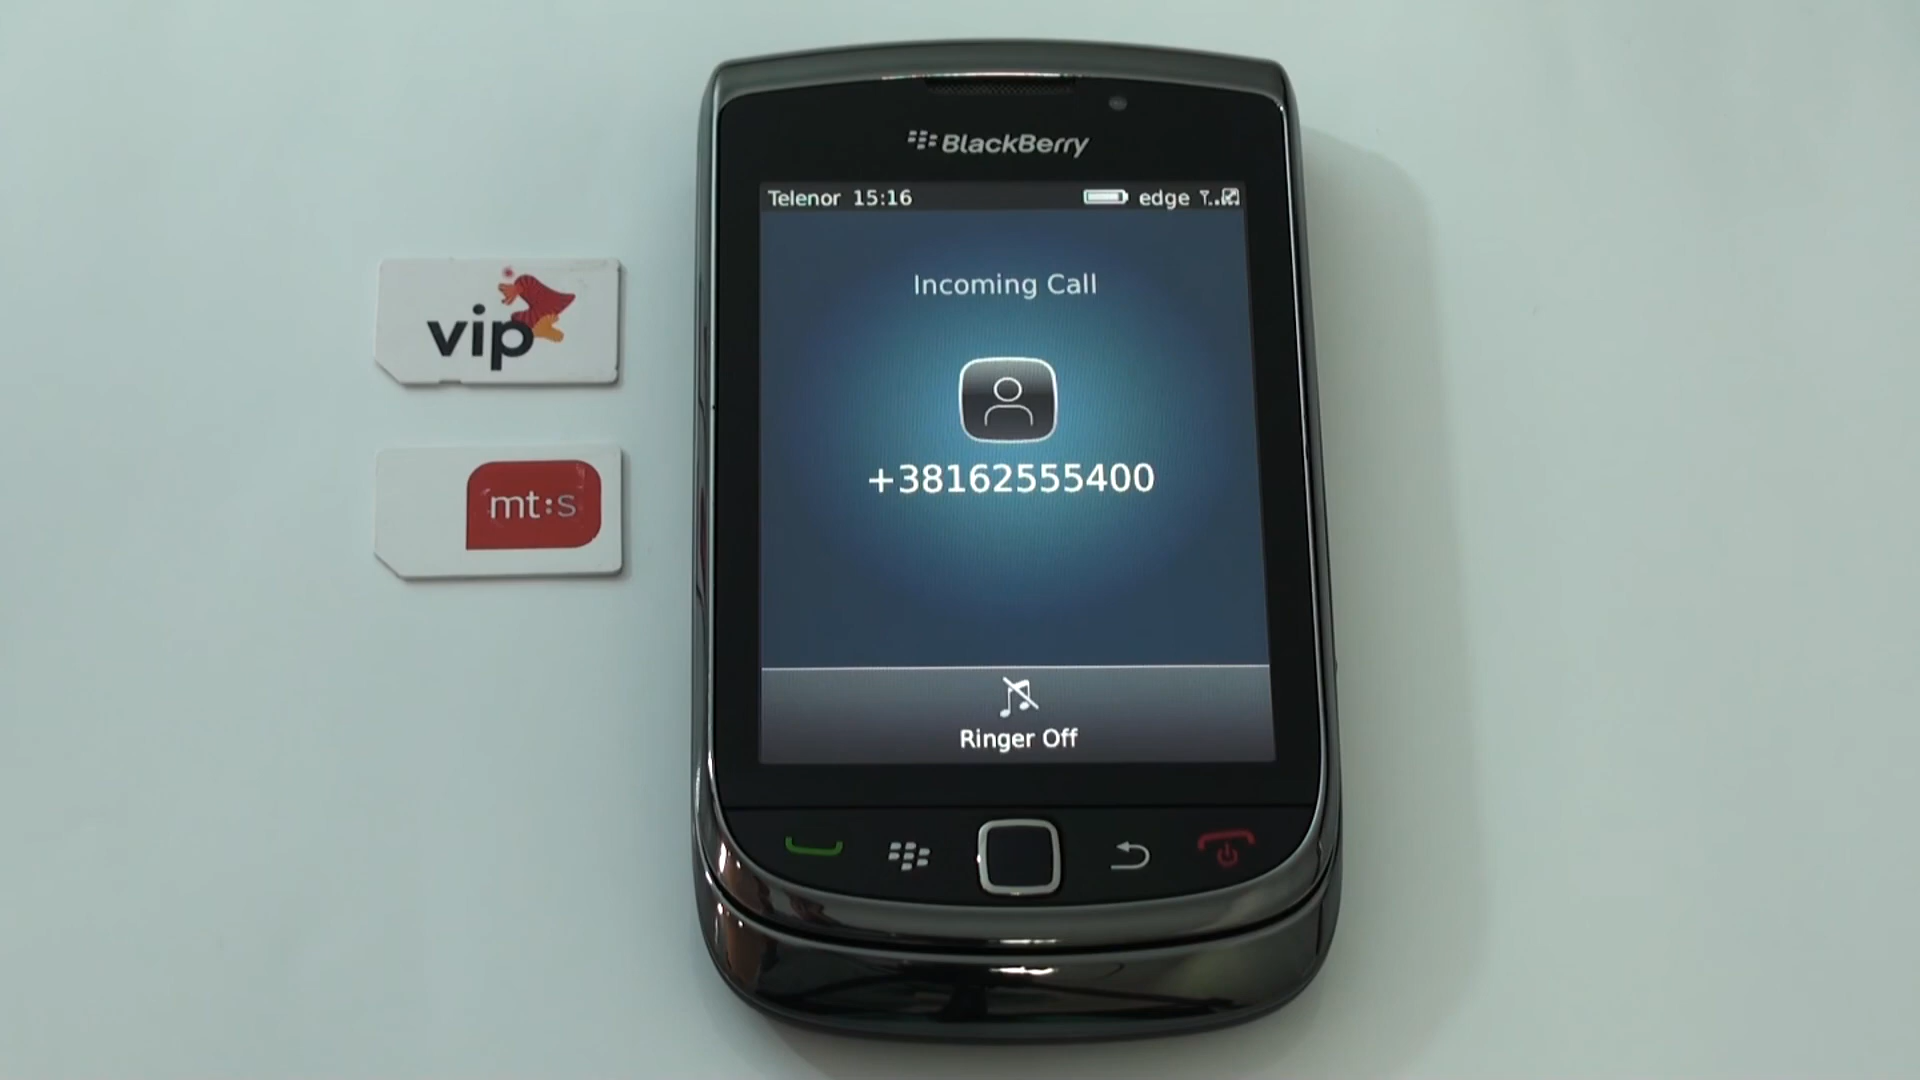 BlackBerry
Telenor 15:16 edge
Incoming Call
+38162555400
Ringer Off
vip
mt:s